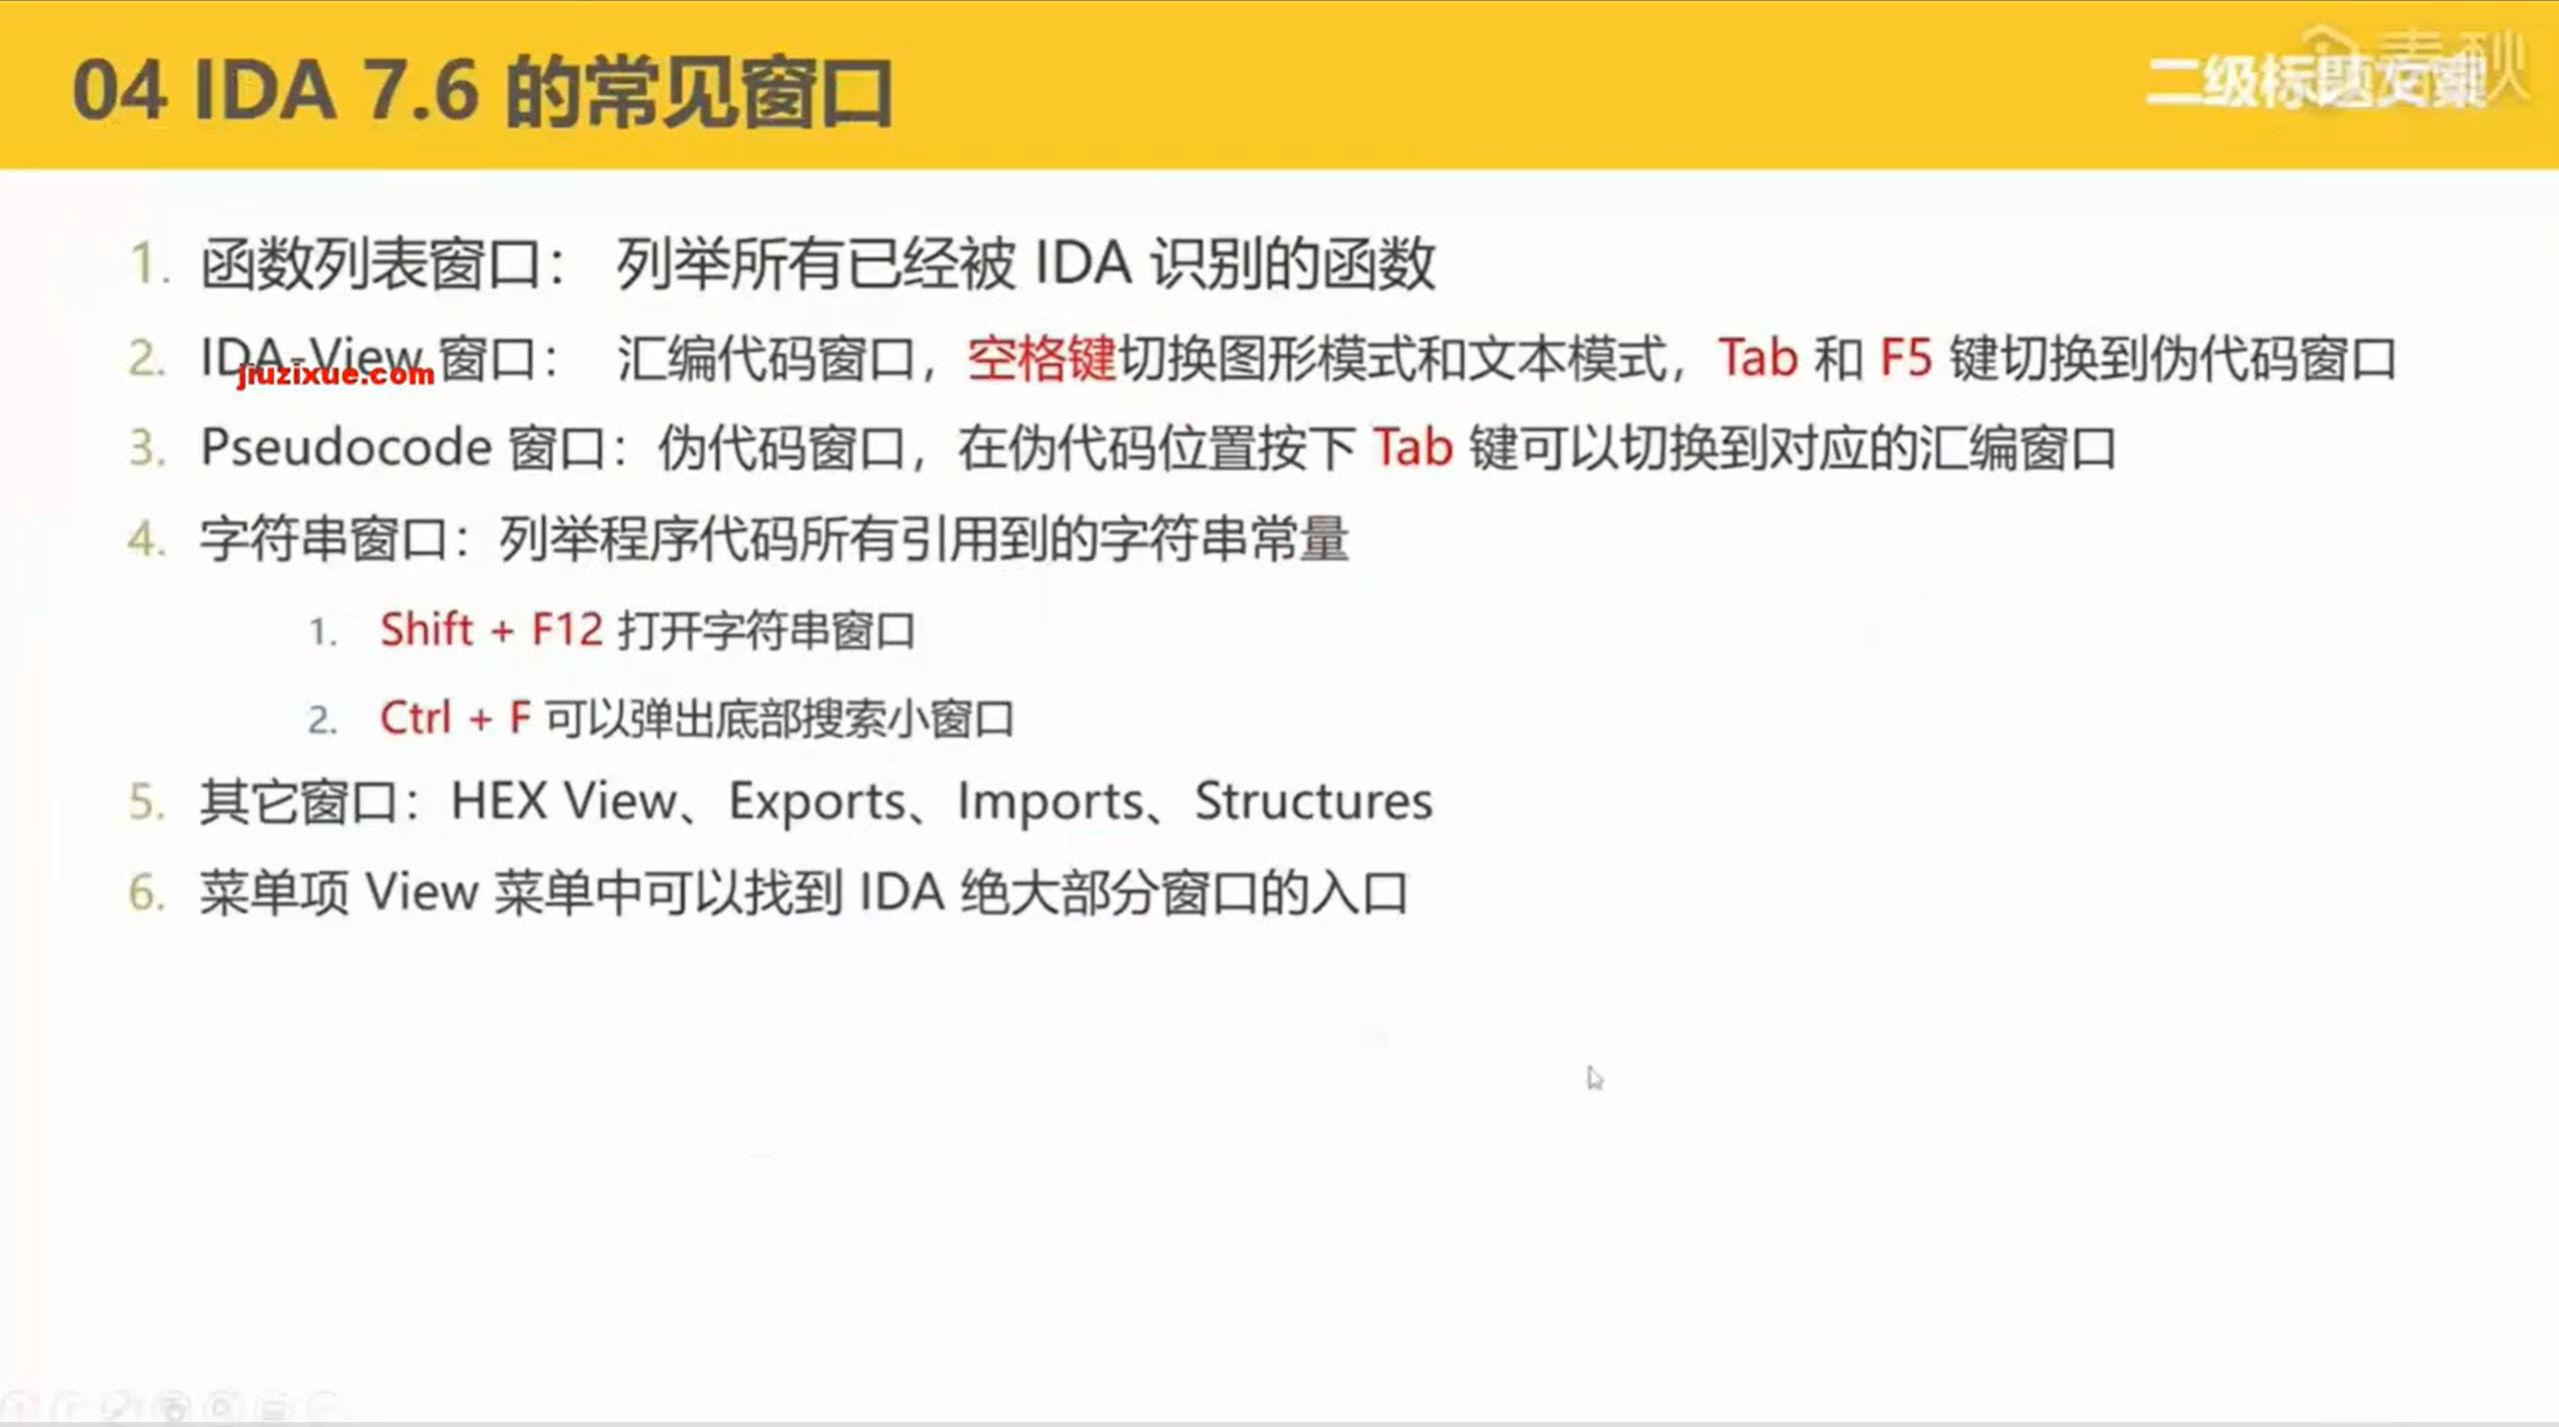 04 IDA 7.6 的常见窗口
二级标题
1. 函数列表窗口： 列举所有已经被 IDA 识别的函数
2. IDA-View 窗口： 汇编代码窗口，空格键切换图形模式和文本模式，Tab 和 F5 键切换到伪代码窗口
jiuzixue.com
3. Pseudocode 窗口：伪代码窗口，在伪代码位置按下 Tab 键可以切换到对应的汇编窗口
4. 字符串窗口：列举程序代码所有引用到的字符串常量
1. Shift + F12 打开字符串窗口
2. Ctrl + F 可以弹出底部搜索小窗口
5. 其它窗口：HEX View、Exports、Imports、Structures
6. 菜单项 View 菜单中可以找到 IDA 绝大部分窗口的入口